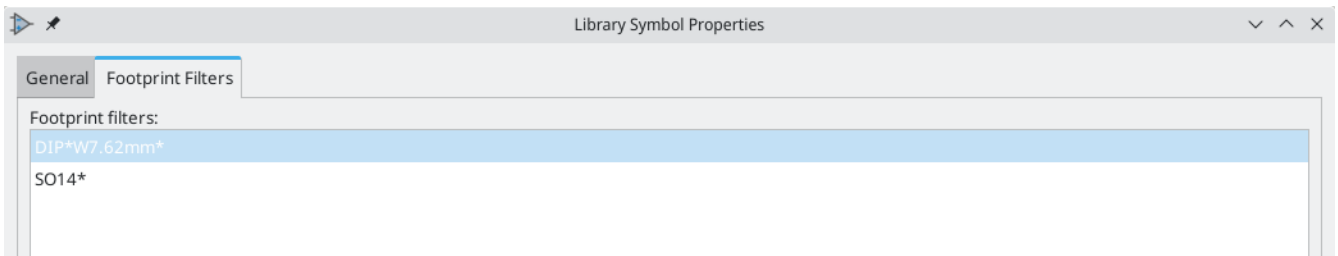 Library Symbol Properties
General Footprint Filters
Footprint filters:
DIP*W7.62mm*
SO14*